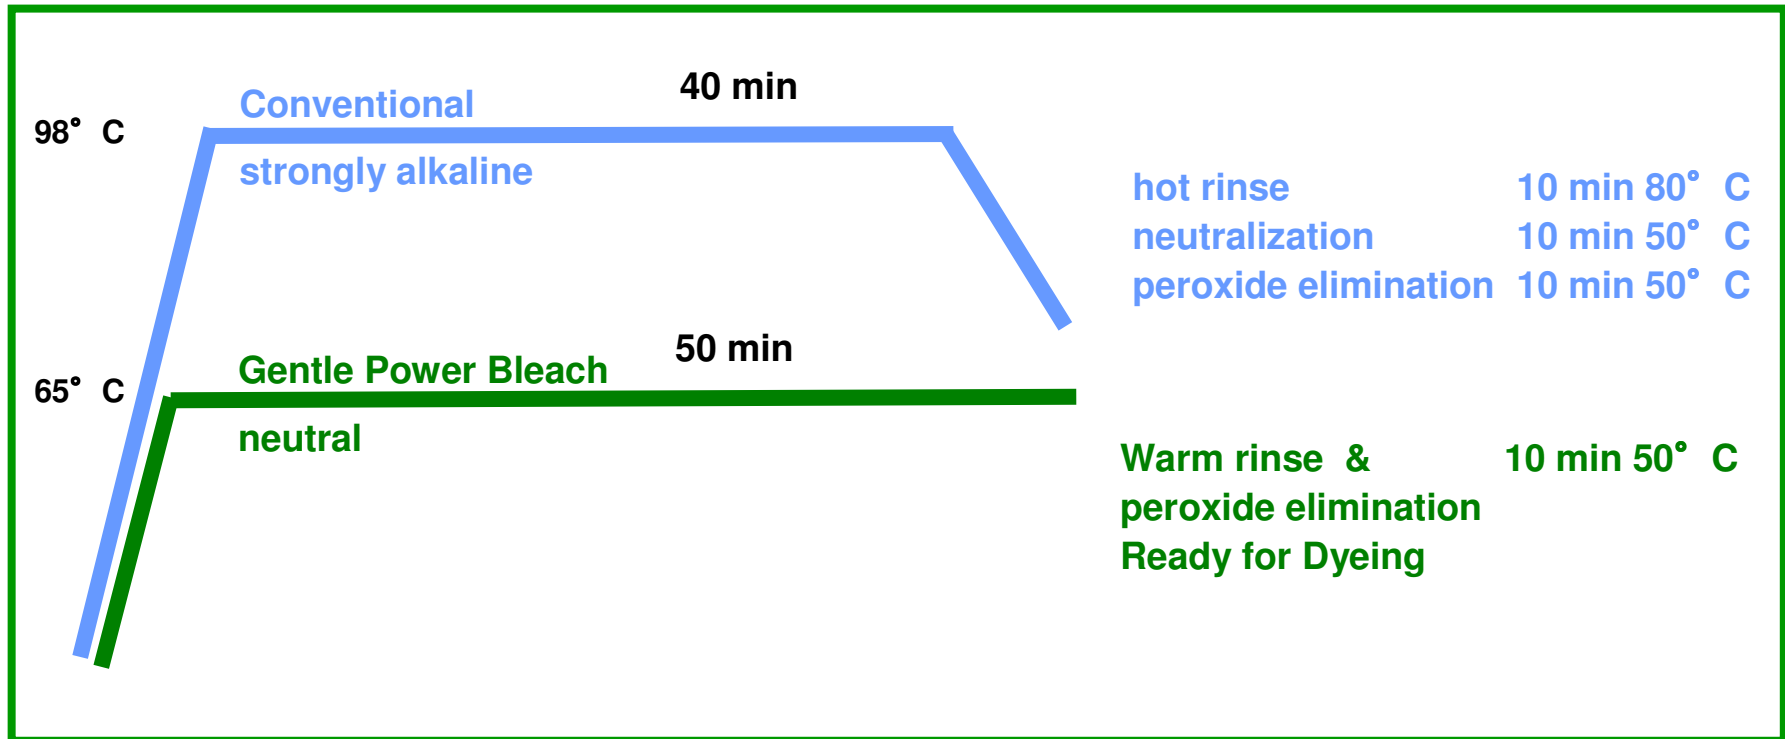 40 min
Conventional
98° C
strongly alkaline
hot rinse 10 min 80° C
neutralization 10 min 50° C
peroxide elimination 10 min 50° C
50 min
Gentle Power Bleach
65° C
neutral
Warm rinse & 10 min 50° C
peroxide elimination
Ready for Dyeing